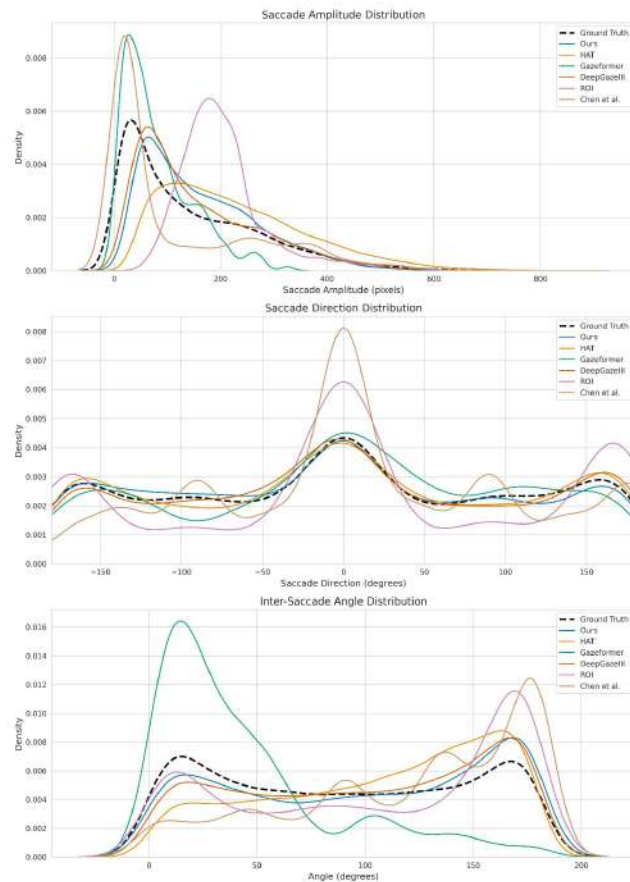 Saccade Amplitude Distribution
Ground Truth
Ours
HAT
Gazeformer
DeepGazeIII
ROI
Chen et al.
Density
0.008
0.006
0.004
0.002
0.000
0
200
400
600
800
Saccade Amplitude (pixels)
Saccade Direction Distribution
Ground Truth
Ours
HAT
Gazeformer
DeepGazeIII
ROI
Chen et al.
Density
0.008
0.007
0.006
0.005
0.004
0.003
0.002
0.001
0.000
−150
−100
−50
0
50
100
150
Saccade Direction (degrees)
Inter-Saccade Angle Distribution
Ground Truth
Ours
HAT
Gazeformer
DeepGazeIII
ROI
Chen et al.
Density
0.016
0.014
0.012
0.010
0.008
0.006
0.004
0.002
0.000
0
50
100
150
200
Angle (degrees)